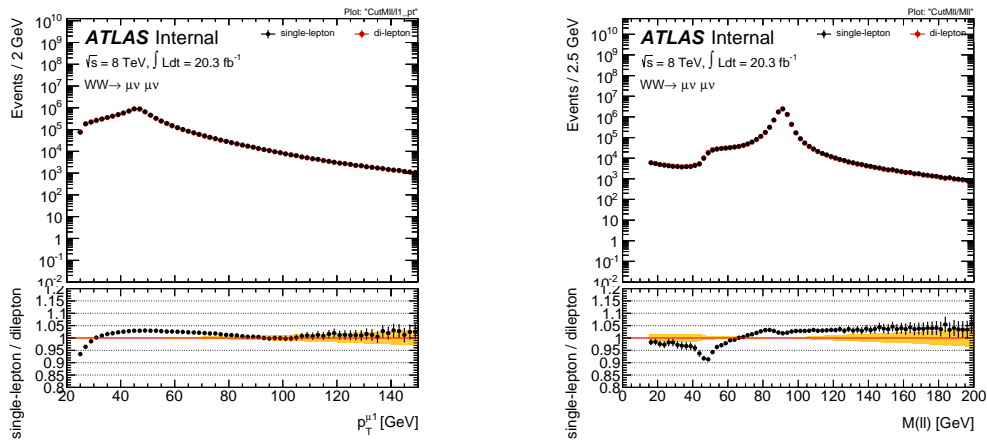 Plot: "CutMll/l1_pt"
ATLAS Internal
single-lepton
di-lepton
√s = 8 TeV, ∫ Ldt = 20.3 fb⁻¹
WW→ μν μν
Events / 2 GeV
10¹⁰
10⁹
10⁸
10⁷
10⁶
10⁵
10⁴
10³
10²
10
1
10⁻¹
10⁻²
single-lepton / dilepton
1.2
1.15
1.1
1.05
1
0.95
0.9
0.85
0.8
20 40 60 80 100 120 140
p_T^μ1 [GeV]
Plot: "CutMll/Mll"
ATLAS Internal
single-lepton
di-lepton
√s = 8 TeV, ∫ Ldt = 20.3 fb⁻¹
WW→ μν μν
Events / 2.5 GeV
10¹⁰
10⁹
10⁸
10⁷
10⁶
10⁵
10⁴
10³
10²
10
1
10⁻¹
10⁻²
single-lepton / dilepton
1.2
1.15
1.1
1.05
1
0.95
0.9
0.85
0.8
0 20 40 60 80 100 120 140 160 180 200
M(ll) [GeV]